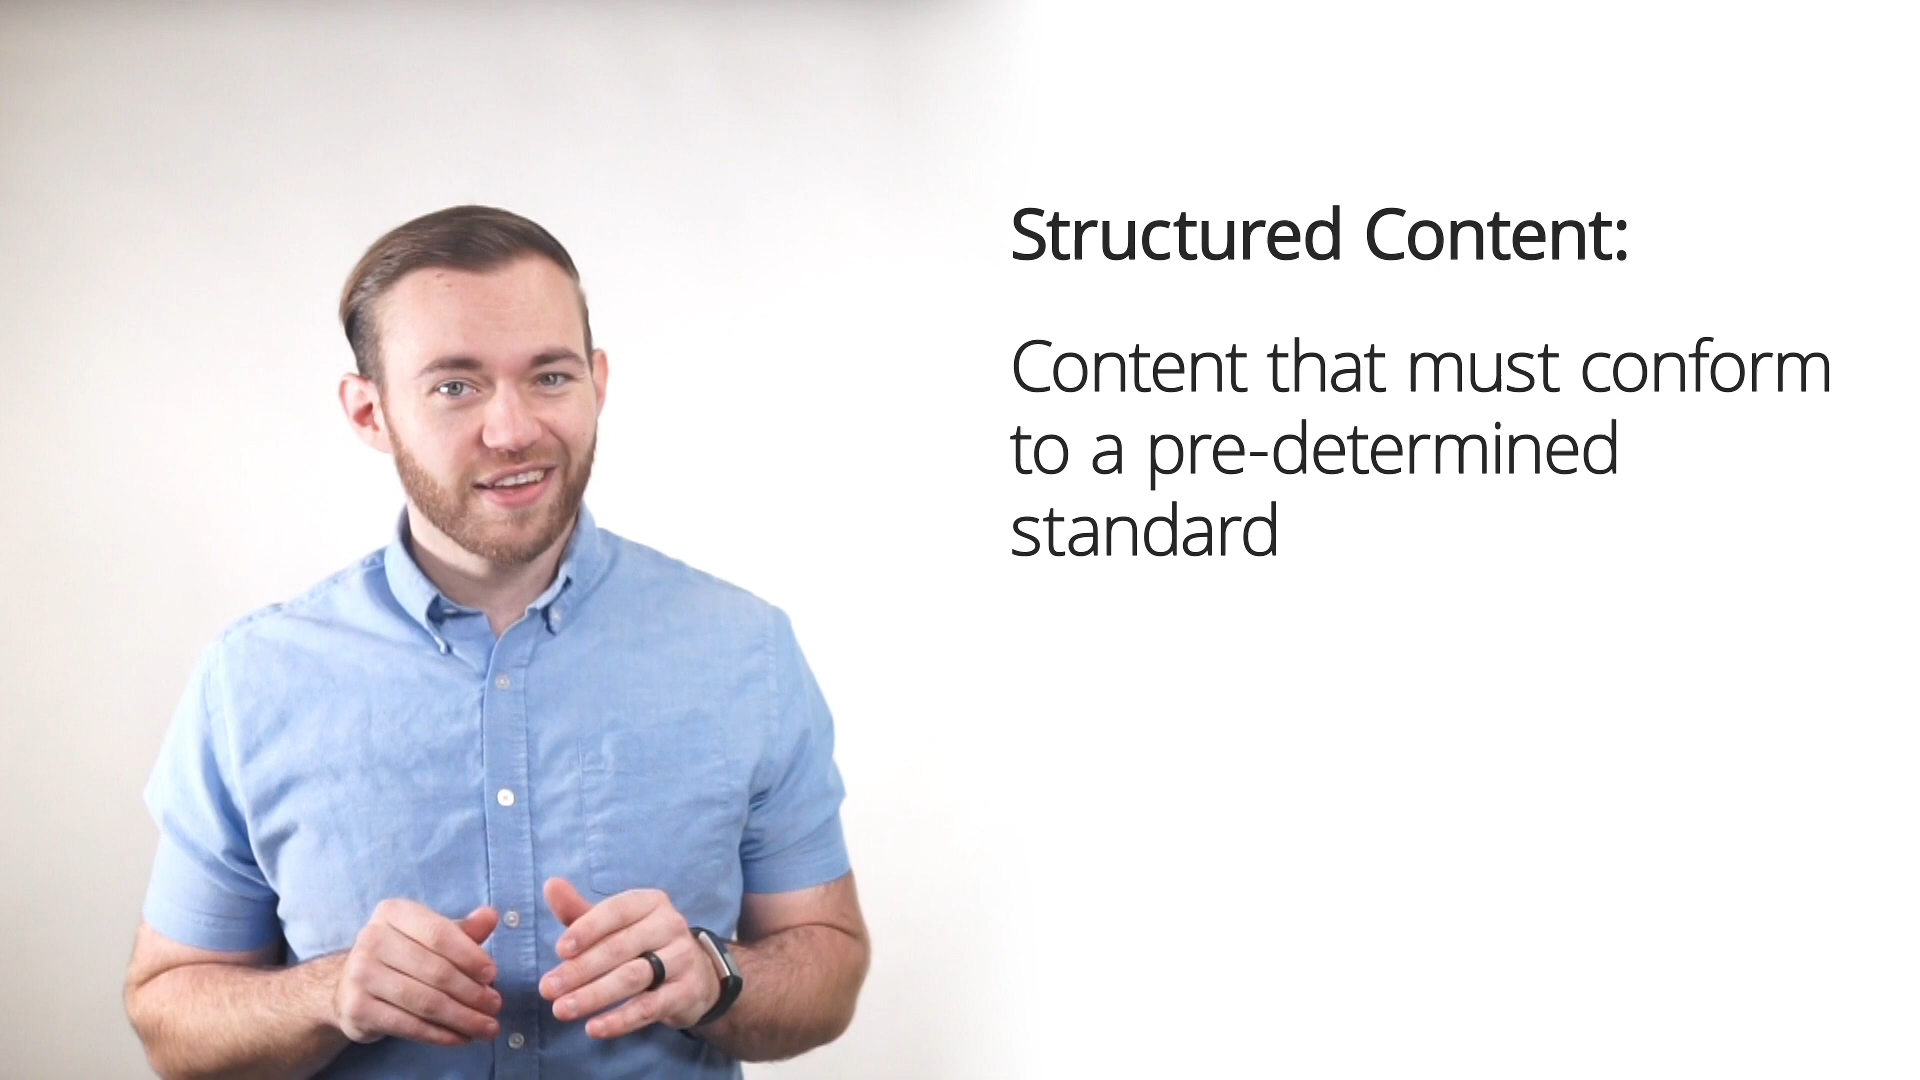 Structured Content:
Content that must conform
to a pre-determined
standard